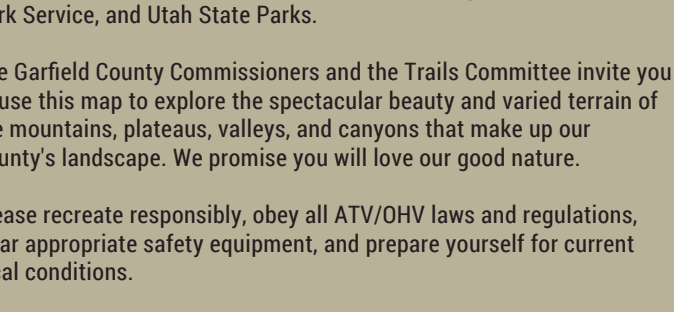 rk Service, and Utah State Parks.
e Garfield County Commissioners and the Trails Committee invite you
use this map to explore the spectacular beauty and varied terrain of
e mountains, plateaus, valleys, and canyons that make up our
unty's landscape. We promise you will love our good nature.
ease recreate responsibly, obey all ATV/OHV laws and regulations,
ar appropriate safety equipment, and prepare yourself for current
cal conditions.